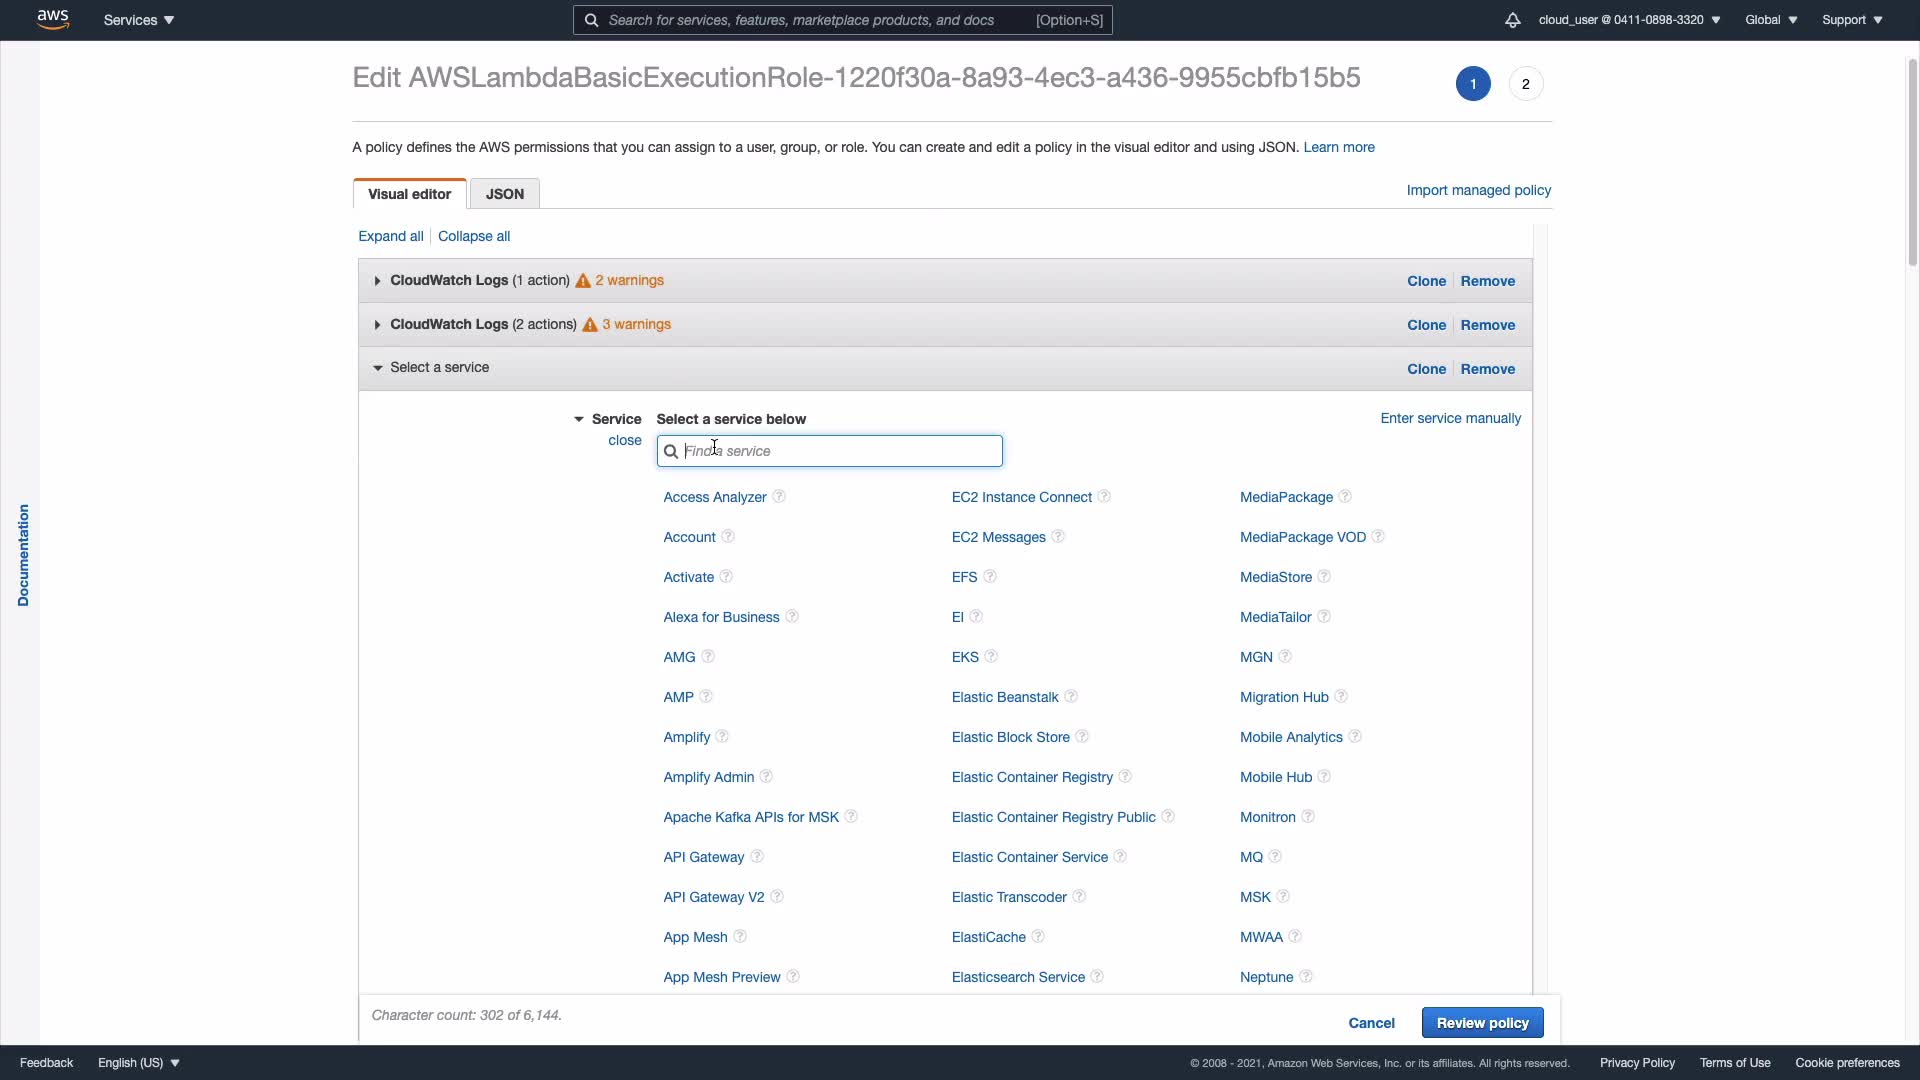 aws
Services
Search for services, features, marketplace products, and docs [Option+S]
cloud_user @ 0411-0898-3320
Global
Support
Edit AWSLambdaBasicExecutionRole-1220f30a-8a93-4ec3-a436-9955cbfb15b5
1
2
A policy defines the AWS permissions that you can assign to a user, group, or role. You can create and edit a policy in the visual editor and using JSON. Learn more
Visual editor
JSON
Import managed policy
Expand all
Collapse all
CloudWatch Logs (1 action) 2 warnings
Clone
Remove
CloudWatch Logs (2 actions) 3 warnings
Clone
Remove
Select a service
Clone
Remove
Service
Select a service below
Enter service manually
close
Find a service
Access Analyzer
EC2 Instance Connect
MediaPackage
Account
EC2 Messages
MediaPackage VOD
Activate
EFS
MediaStore
Alexa for Business
EI
MediaTailor
AMG
EKS
MGN
AMP
Elastic Beanstalk
Migration Hub
Amplify
Elastic Block Store
Mobile Analytics
Amplify Admin
Elastic Container Registry
Mobile Hub
Apache Kafka APIs for MSK
Elastic Container Registry Public
Monitron
API Gateway
Elastic Container Service
MQ
API Gateway V2
Elastic Transcoder
MSK
App Mesh
ElastiCache
MWAA
App Mesh Preview
Elasticsearch Service
Neptune
Documentation
Character count: 302 of 6,144.
Cancel
Review policy
Feedback
English (US)
© 2008 - 2021, Amazon Web Services, Inc. or its affiliates. All rights reserved.
Privacy Policy
Terms of Use
Cookie preferences